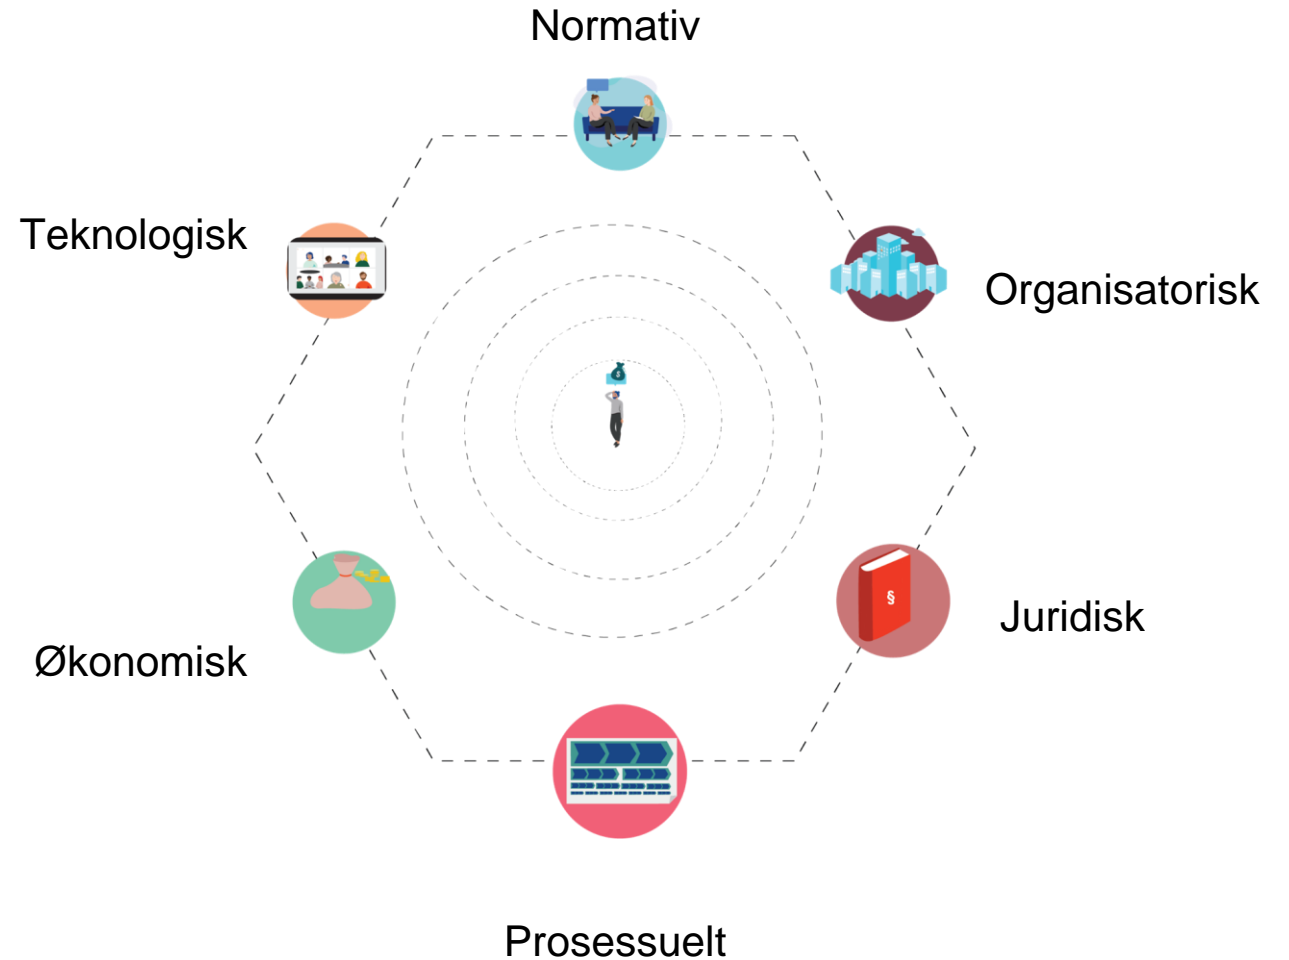 Normativ
Teknologisk
Organisatorisk
§
Juridisk
Økonomisk
Prosessuelt